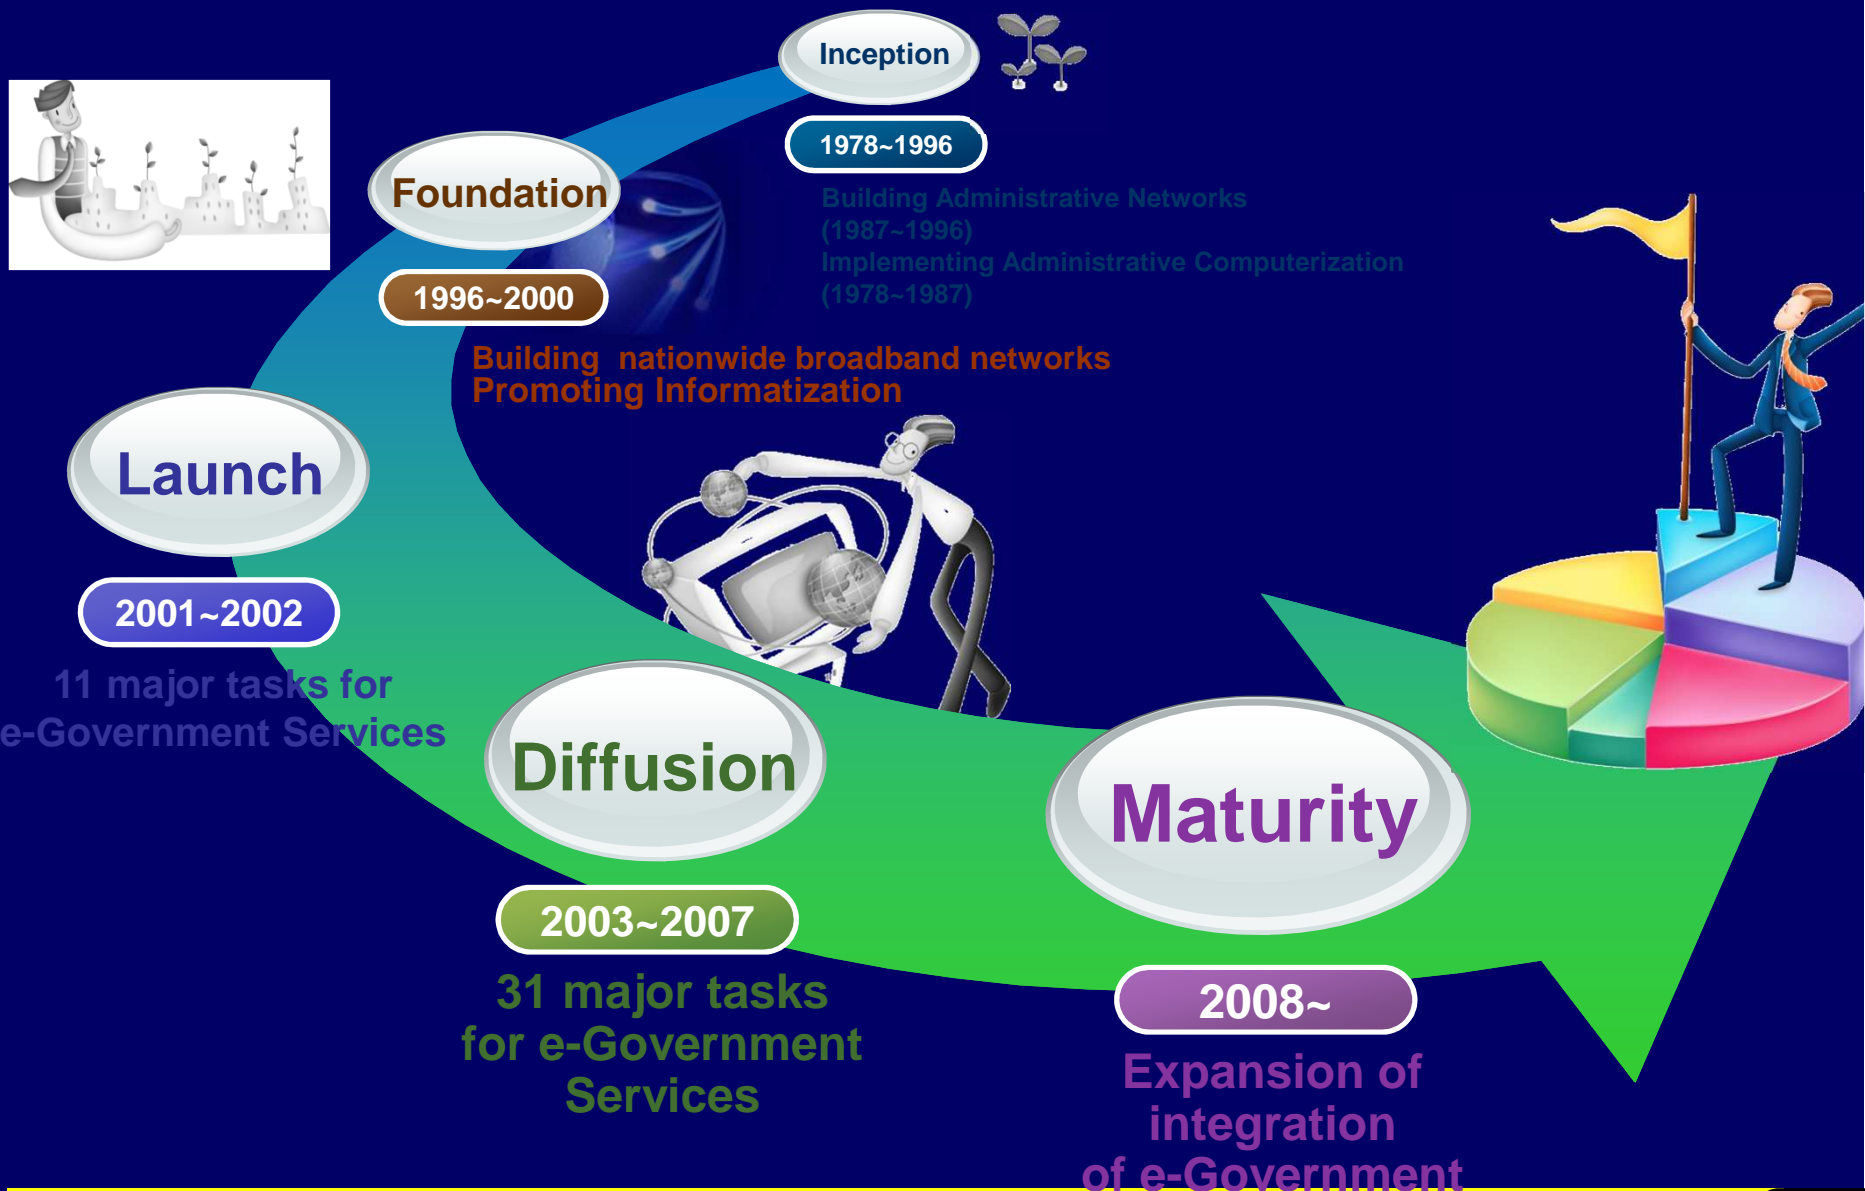 Inception
1978~1996
Building Administrative Networks
(1987~1996)
Implementing Administrative Computerization
(1978~1987)
Foundation
1996~2000
Building nationwide broadband networks
Promoting Informatization
Launch
2001~2002
11 major tasks for
e-Government Services
Diffusion
2003~2007
31 major tasks
for e-Government
Services
Maturity
2008~
Expansion of
integration
of e-Government